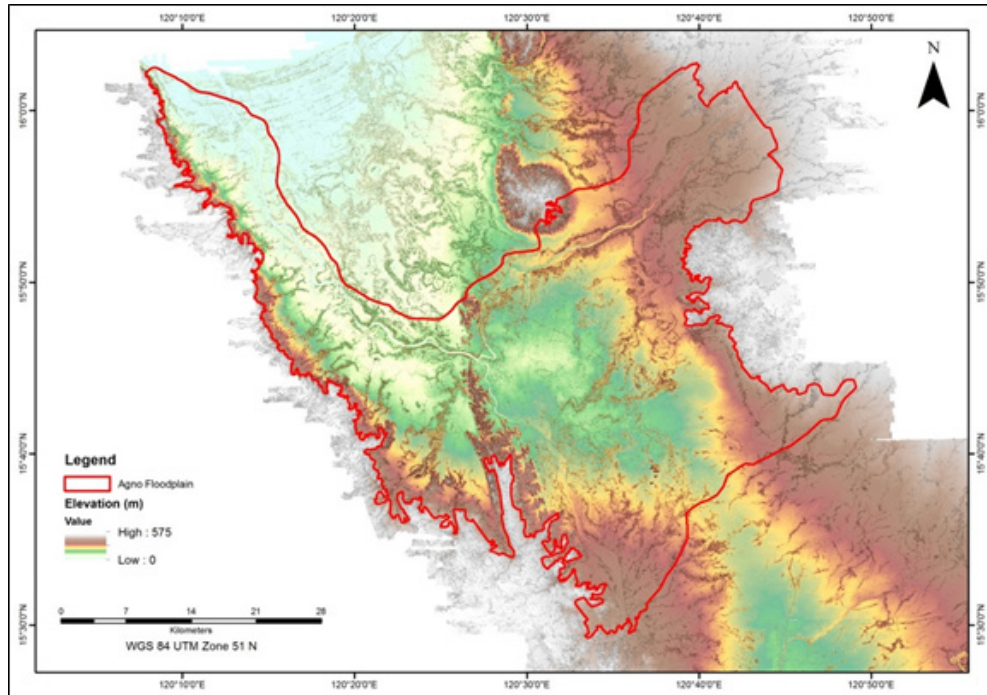 120°10'0"E 120°20'0"E 120°30'0"E 120°40'0"E 120°50'0"E
N
16°0'0"N 16°0'0"N
15°50'0"N 15°50'0"N
15°40'0"N 15°40'0"N
Legend
Agno Floodplain
Elevation (m)
Value
High : 575
Low : 0
0 7 14 21 28
Kilometers
15°30'0"N 15°30'0"N
WGS 84 UTM Zone 51 N
120°10'0"E 120°20'0"E 120°30'0"E 120°40'0"E 120°50'0"E